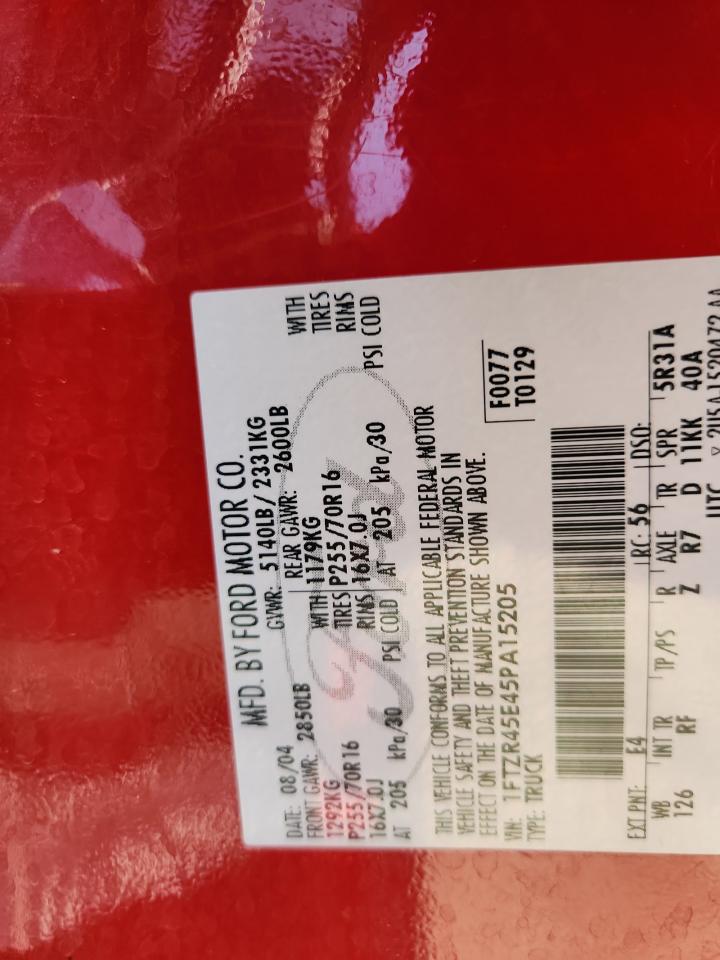 MFD. BY FORD MOTOR CO.
DATE: 08/04 GVWR: 5140LB / 2331KG
FRONT GAWR: 2850LB REAR GAWR: 2600LB
1292KG WITH 1179KG WITH
P255/70R16 TIRES P255/70R16 TIRES
16X7.0J RIMS 16X7.0J RIMS
AT 205 kPa/30 PSI COLD AT 205 kPa/30 PSI COLD
THIS VEHICLE CONFORMS TO ALL APPLICABLE FEDERAL MOTOR
VEHICLE SAFETY AND THEFT PREVENTION STANDARDS IN
EFFECT ON THE DATE OF MANUFACTURE SHOWN ABOVE.
VIN: 1FTZR45E45PA15205
TYPE: TRUCK
F0077
T0129
EXT PNT: E4 RC: 56 DSO:
WB INT TR TP/PS R AXLE TR SPR 5R31A
126 RF Z R7 D 11KK 40A
UTC
Ford